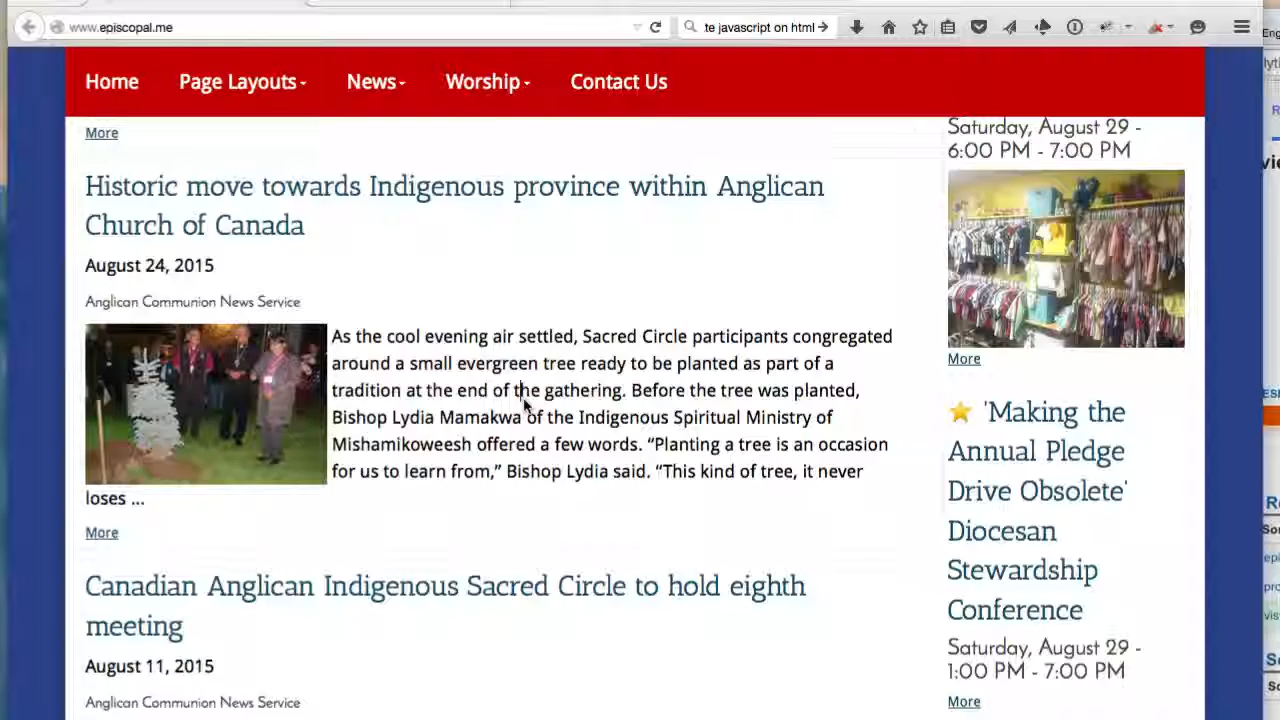 www.episcopal.me
te javascript on html
Home Page Layouts News Worship Contact Us
More
Historic move towards Indigenous province within Anglican
Church of Canada
August 24, 2015
Anglican Communion News Service
As the cool evening air settled, Sacred Circle participants congregated
around a small evergreen tree ready to be planted as part of a
tradition at the end of the gathering. Before the tree was planted,
Bishop Lydia Mamakwa of the Indigenous Spiritual Ministry of
Mishamikoweesh offered a few words. “Planting a tree is an occasion
for us to learn from,” Bishop Lydia said. “This kind of tree, it never
loses ...
More
Canadian Anglican Indigenous Sacred Circle to hold eighth
meeting
August 11, 2015
Anglican Communion News Service
Saturday, August 29 -
6:00 PM - 7:00 PM
More
'Making the
Annual Pledge
Drive Obsolete'
Diocesan
Stewardship
Conference
Saturday, August 29 -
1:00 PM - 7:00 PM
More